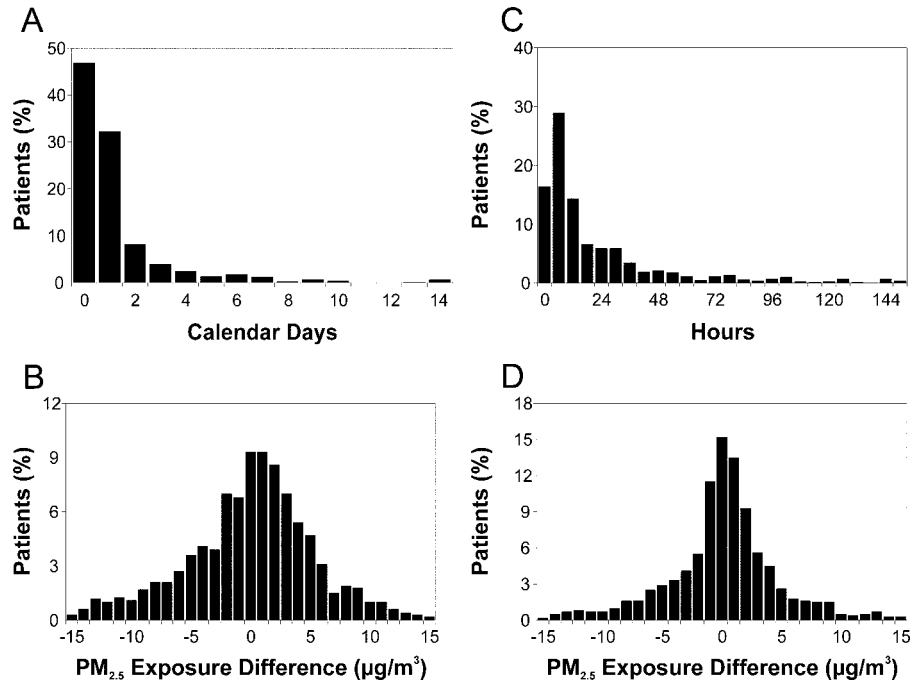 A
50
40
30
20
10
0
Patients (%)
0 2 4 6 8 10 12 14
Calendar Days
C
40
30
20
10
0
Patients (%)
0 24 48 72 96 120 144
Hours
B
12
9
6
3
0
Patients (%)
-15 -10 -5 0 5 10 15
PM2.5 Exposure Difference (µg/m³)
D
18
15
12
9
6
3
0
Patients (%)
-15 -10 -5 0 5 10 15
PM2.5 Exposure Difference (µg/m³)